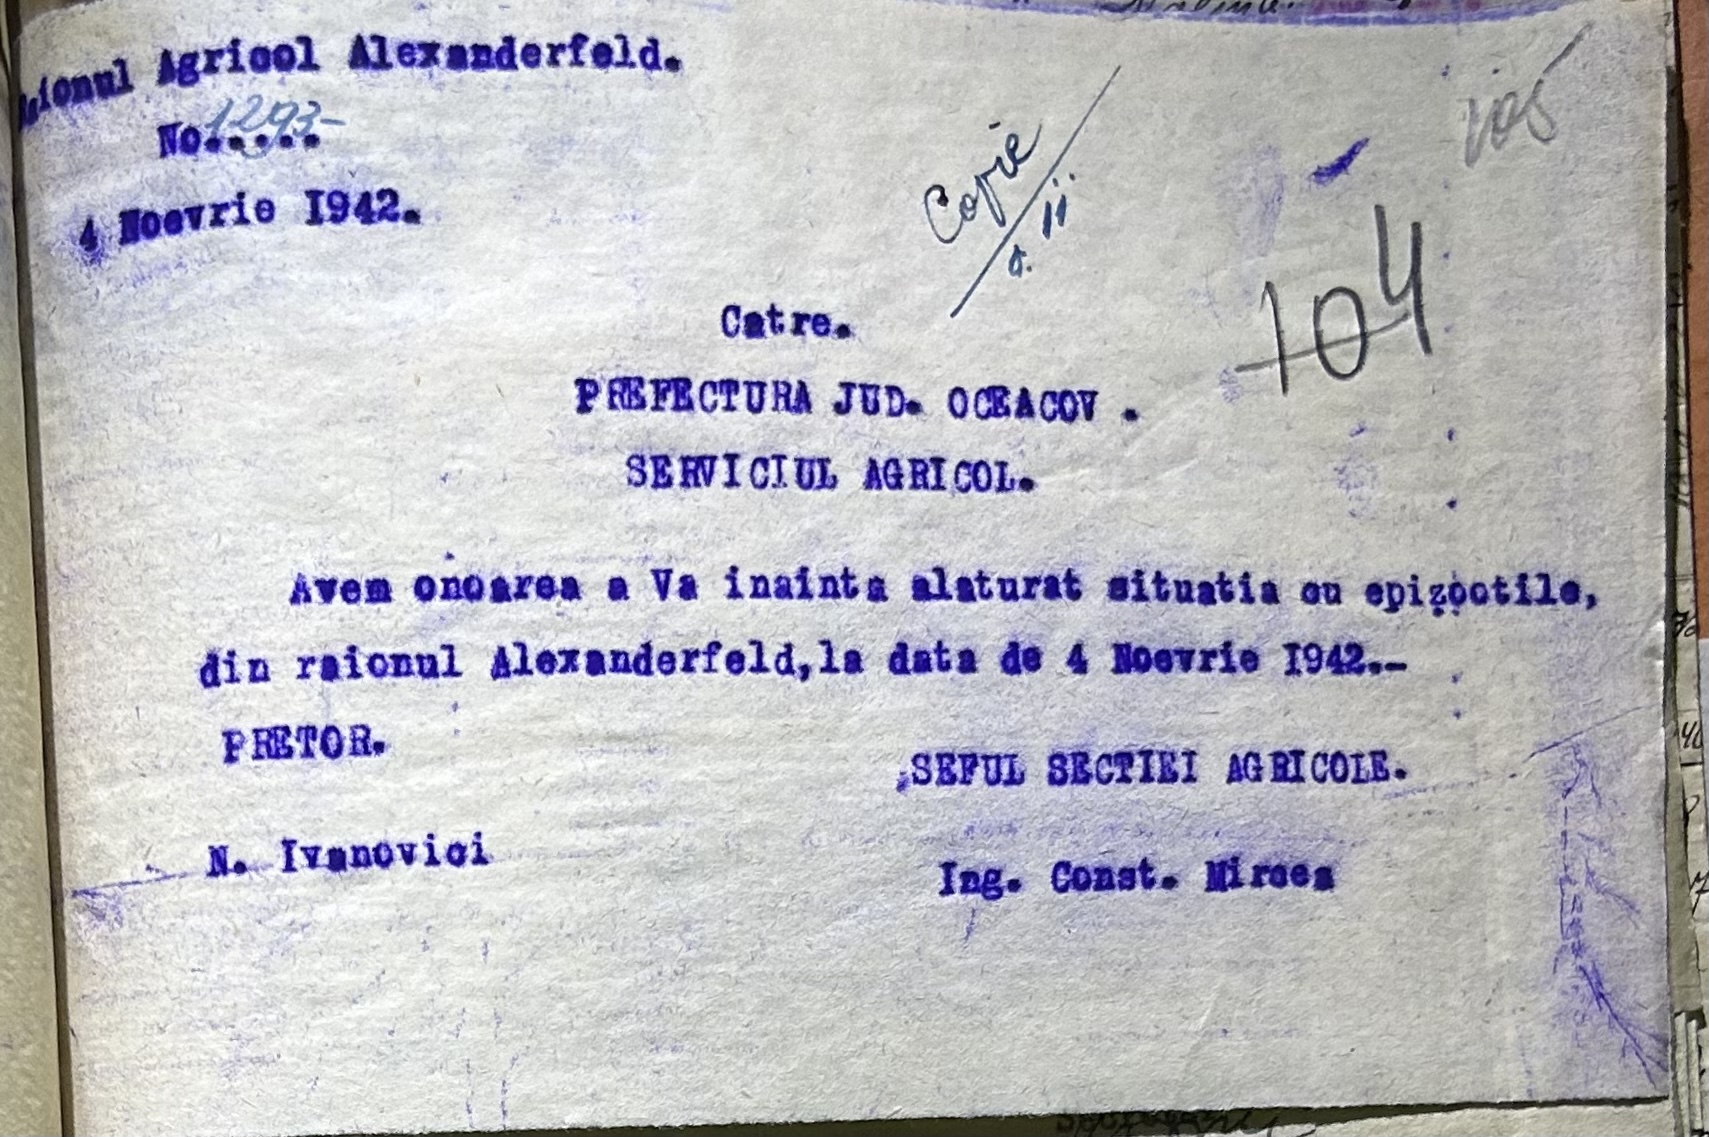 Raionul Agricol Alexanderfeld.
No..... 1293-
4 Noevrie 1942.
Copie
105
104
Catre.
PREFECTURA JUD. OCEACOV .
SERVICIUL AGRICOL.
Avem onoarea a Va inainta alaturat situatia cu epizootile,
din raionul Alexanderfeld,la data de 4 Noevrie 1942.-
PRETOR.
SEFUL SECTIEI AGRICOLE.
N. Ivanovici
Ing. Const. Mircea